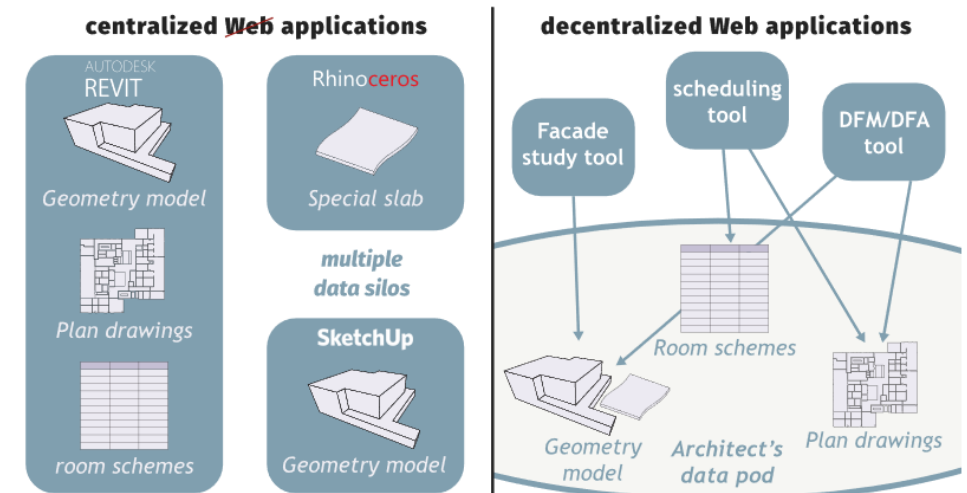 centralized Web applications
AUTODESK
REVIT
Geometry model
Plan drawings
room schemes
Rhinoceros
Special slab
multiple
data silos
SketchUp
Geometry model
decentralized Web applications
Facade
study tool
scheduling
tool
DFM/DFA
tool
Room schemes
Geometry
model
Architect's
data pod
Plan drawings